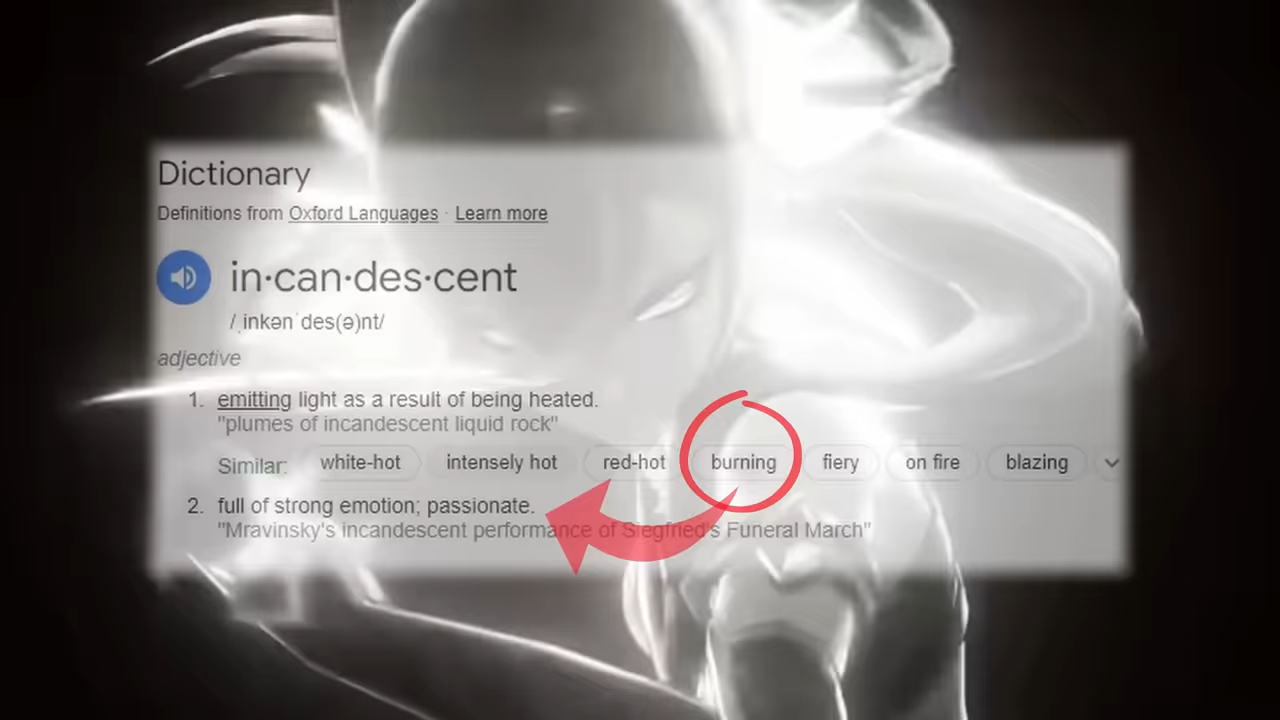 Dictionary
Definitions from Oxford Languages · Learn more
in·can·des·cent
/ˌinkənˈdes(ə)nt/
adjective
1. emitting light as a result of being heated.
"plumes of incandescent liquid rock"
Similar: white-hot intensely hot red-hot burning fiery on fire blazing
2. full of strong emotion; passionate.
"Mravinsky's incandescent performance of Siegfried's Funeral March"